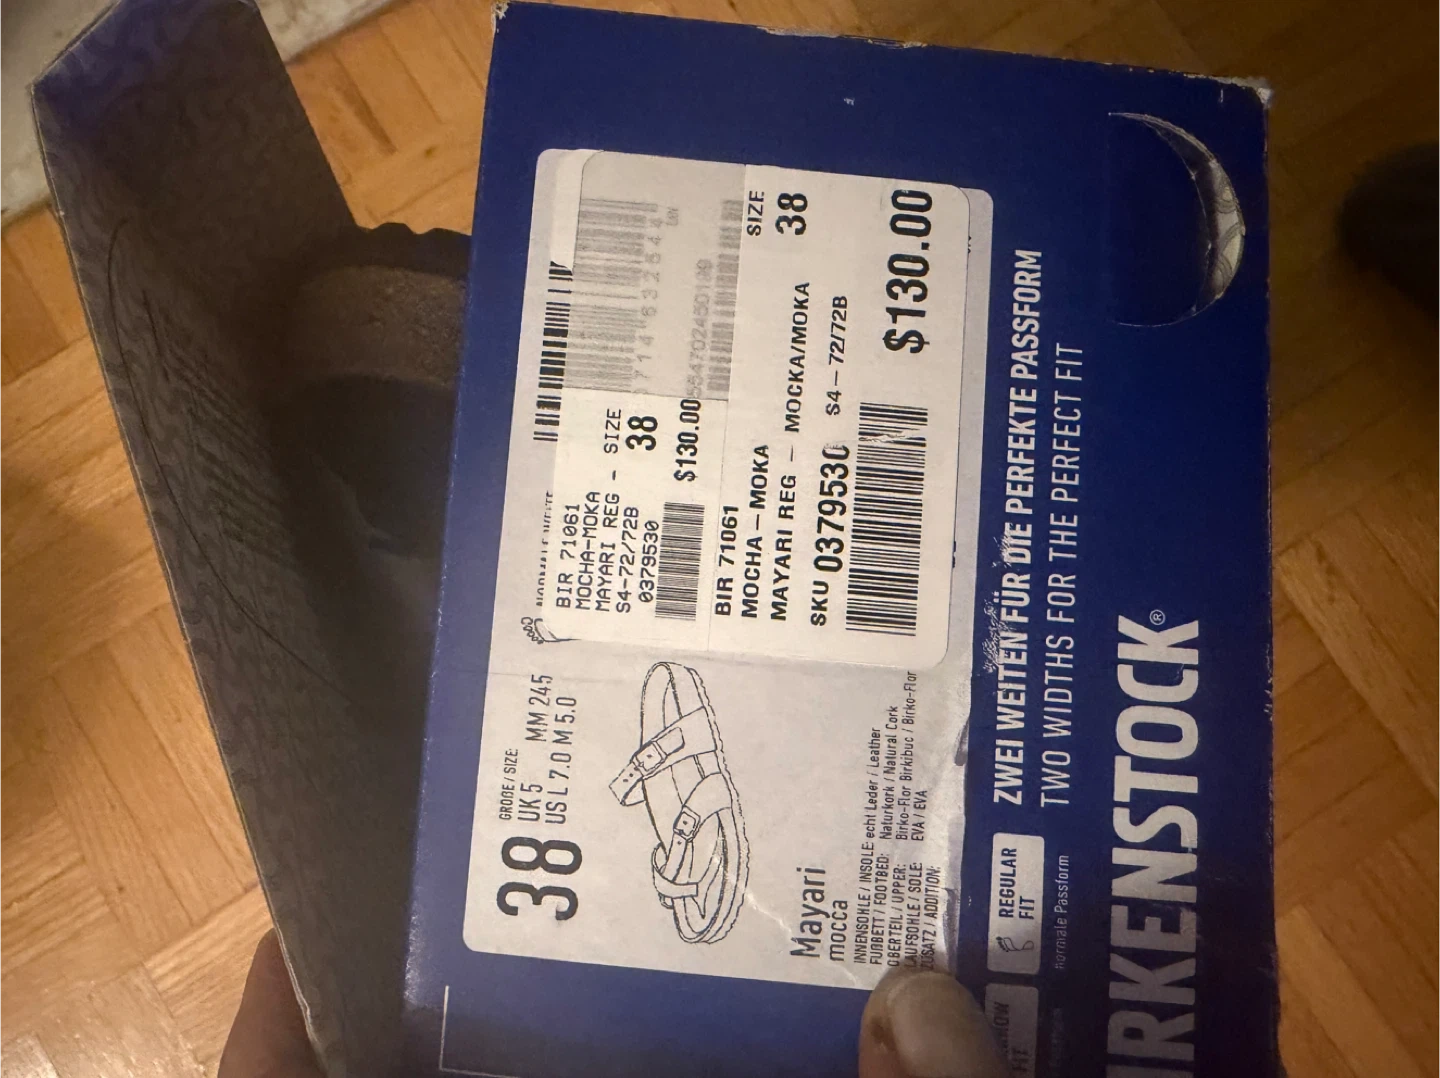 38
GRÖßE / SIZE:
UK 5 MM 245
US L 7.0 M 5.0
Mayari
mocca
INNENSOHLE / INSOLE: echt Leder / Leather
FUßBETT / FOOTBED: Naturkork / Natural Cork
OBERTEIL / UPPER: Birko-Flor Birkibuc / Birko-Flor
LAUFSOHLE / SOLE: EVA / EVA
ZUSATZ / ADDITION:
BIR 71061
MOCHA-MOKA
MAYARI REG - SIZE
S4-72/72B 38
0379530
$130.00
BIR 71061
MOCHA-MOKA SIZE
MAYARI REG - MOCKA/MOKA 38
SKU 0379530 S4-72/72B
$130.00
ZWEI WEITEN FÜR DIE PERFEKTE PASSFORM
TWO WIDTHS FOR THE PERFECT FIT
REGULAR
FIT
normale Passform
IRKENSTOCK®